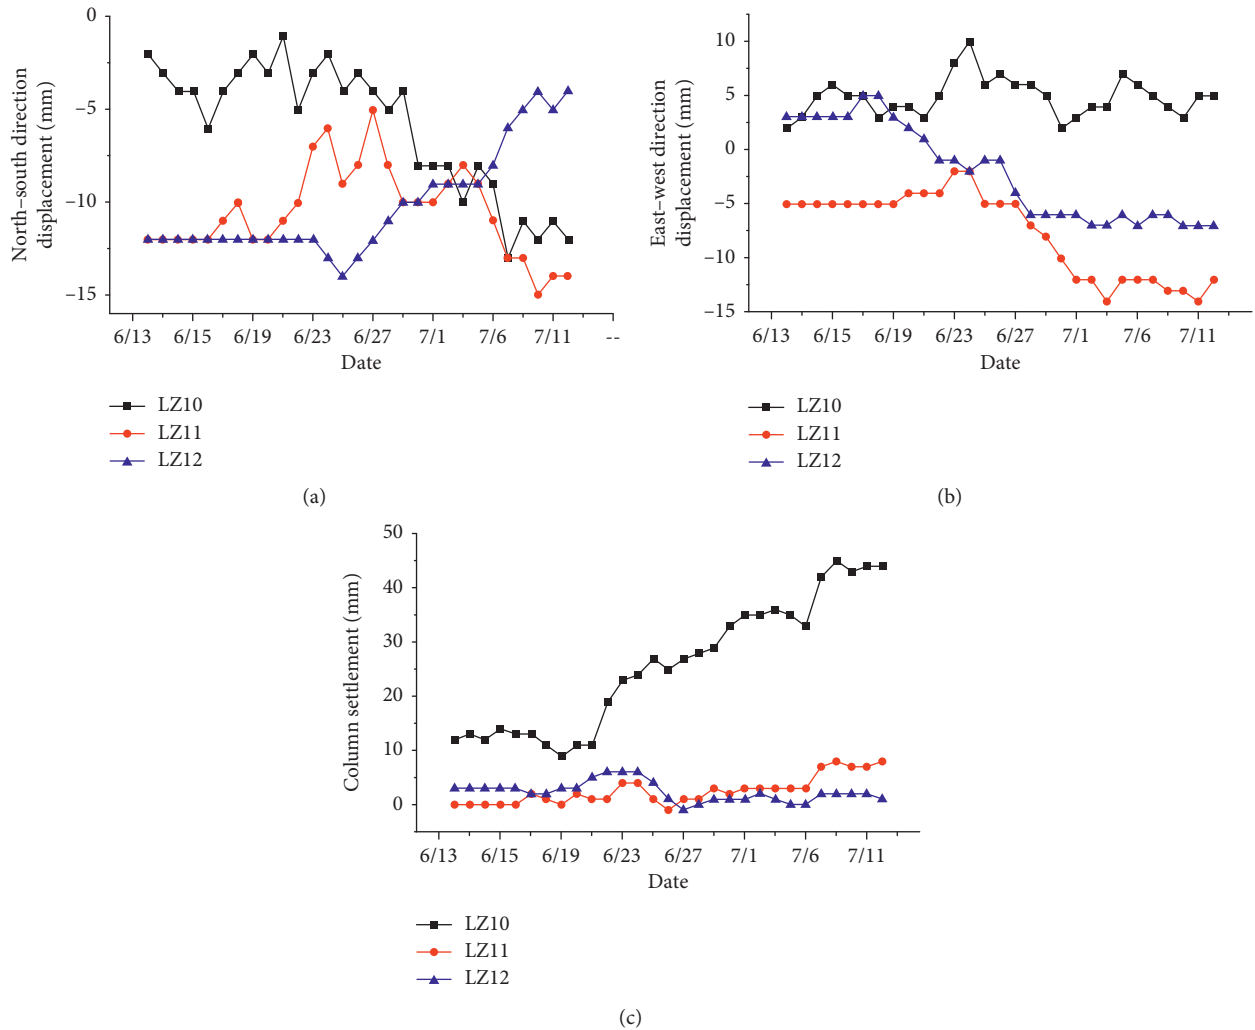 0
−5
−10
−15
North–south direction
displacement (mm)
6/13 6/15 6/19 6/23 6/27 7/1 7/6 7/11 --
Date
LZ10
LZ11
LZ12
(a)
10
5
0
−5
−10
−15
East–west direction
displacement (mm)
6/13 6/15 6/19 6/23 6/27 7/1 7/6 7/11
Date
LZ10
LZ11
LZ12
(b)
50
40
30
20
10
0
Column settlement (mm)
6/13 6/15 6/19 6/23 6/27 7/1 7/6 7/11
Date
LZ10
LZ11
LZ12
(c)